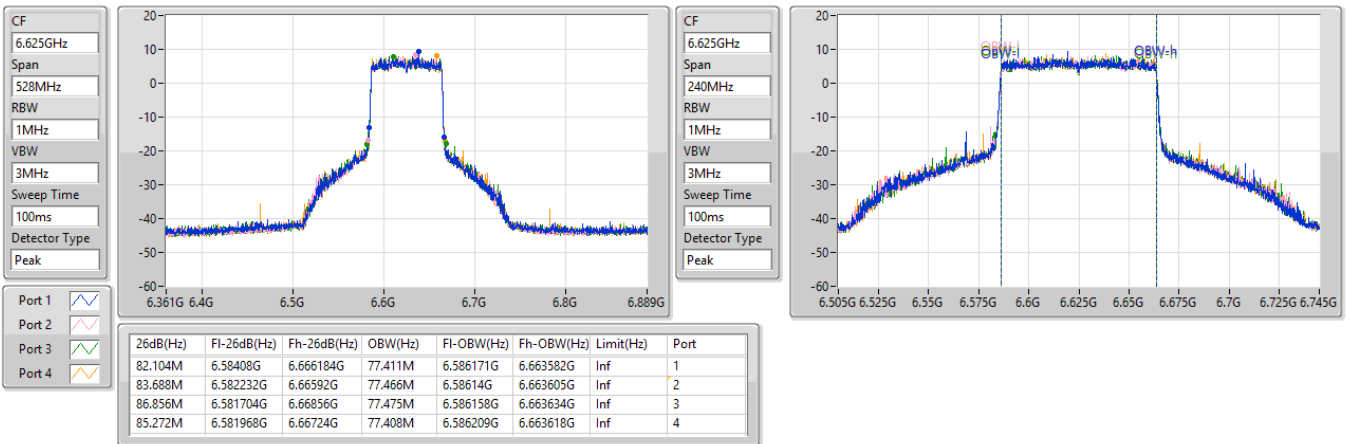 CF
6.625GHz
Span
528MHz
RBW
1MHz
VBW
3MHz
Sweep Time
100ms
Detector Type
Peak
20
10
0
-10
-20
-30
-40
-50
-60
6.361G 6.4G 6.5G 6.6G 6.7G 6.8G 6.889G
CF
6.625GHz
Span
240MHz
RBW
1MHz
VBW
3MHz
Sweep Time
100ms
Detector Type
Peak
20
10
0
-10
-20
-30
-40
-50
-60
OBW-l OBW-h
6.505G 6.525G 6.55G 6.575G 6.6G 6.625G 6.65G 6.675G 6.7G 6.725G 6.745G
Port 1
Port 2
Port 3
Port 4
26dB(Hz) Fl-26dB(Hz) Fh-26dB(Hz) OBW(Hz) Fl-OBW(Hz) Fh-OBW(Hz) Limit(Hz) Port
82.104M 6.58408G 6.666184G 77.411M 6.586171G 6.663582G Inf 1
83.688M 6.582232G 6.66592G 77.466M 6.58614G 6.663605G Inf 2
86.856M 6.581704G 6.66856G 77.475M 6.586158G 6.663634G Inf 3
85.272M 6.581968G 6.66724G 77.408M 6.586209G 6.663618G Inf 4